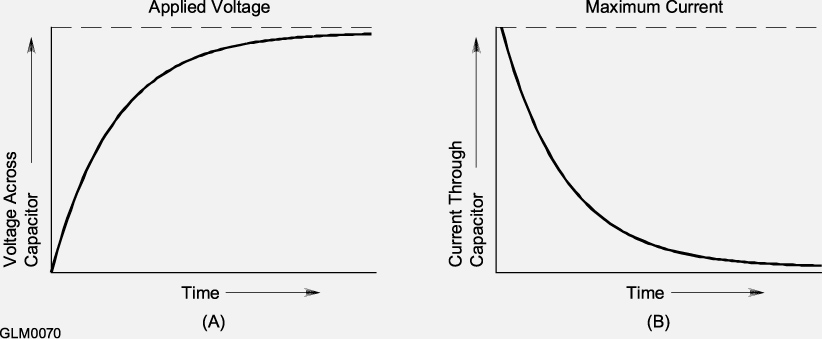 Applied Voltage
Voltage Across
Capacitor
Time
(A)
Maximum Current
Current Through
Capacitor
Time
(B)
GLM0070